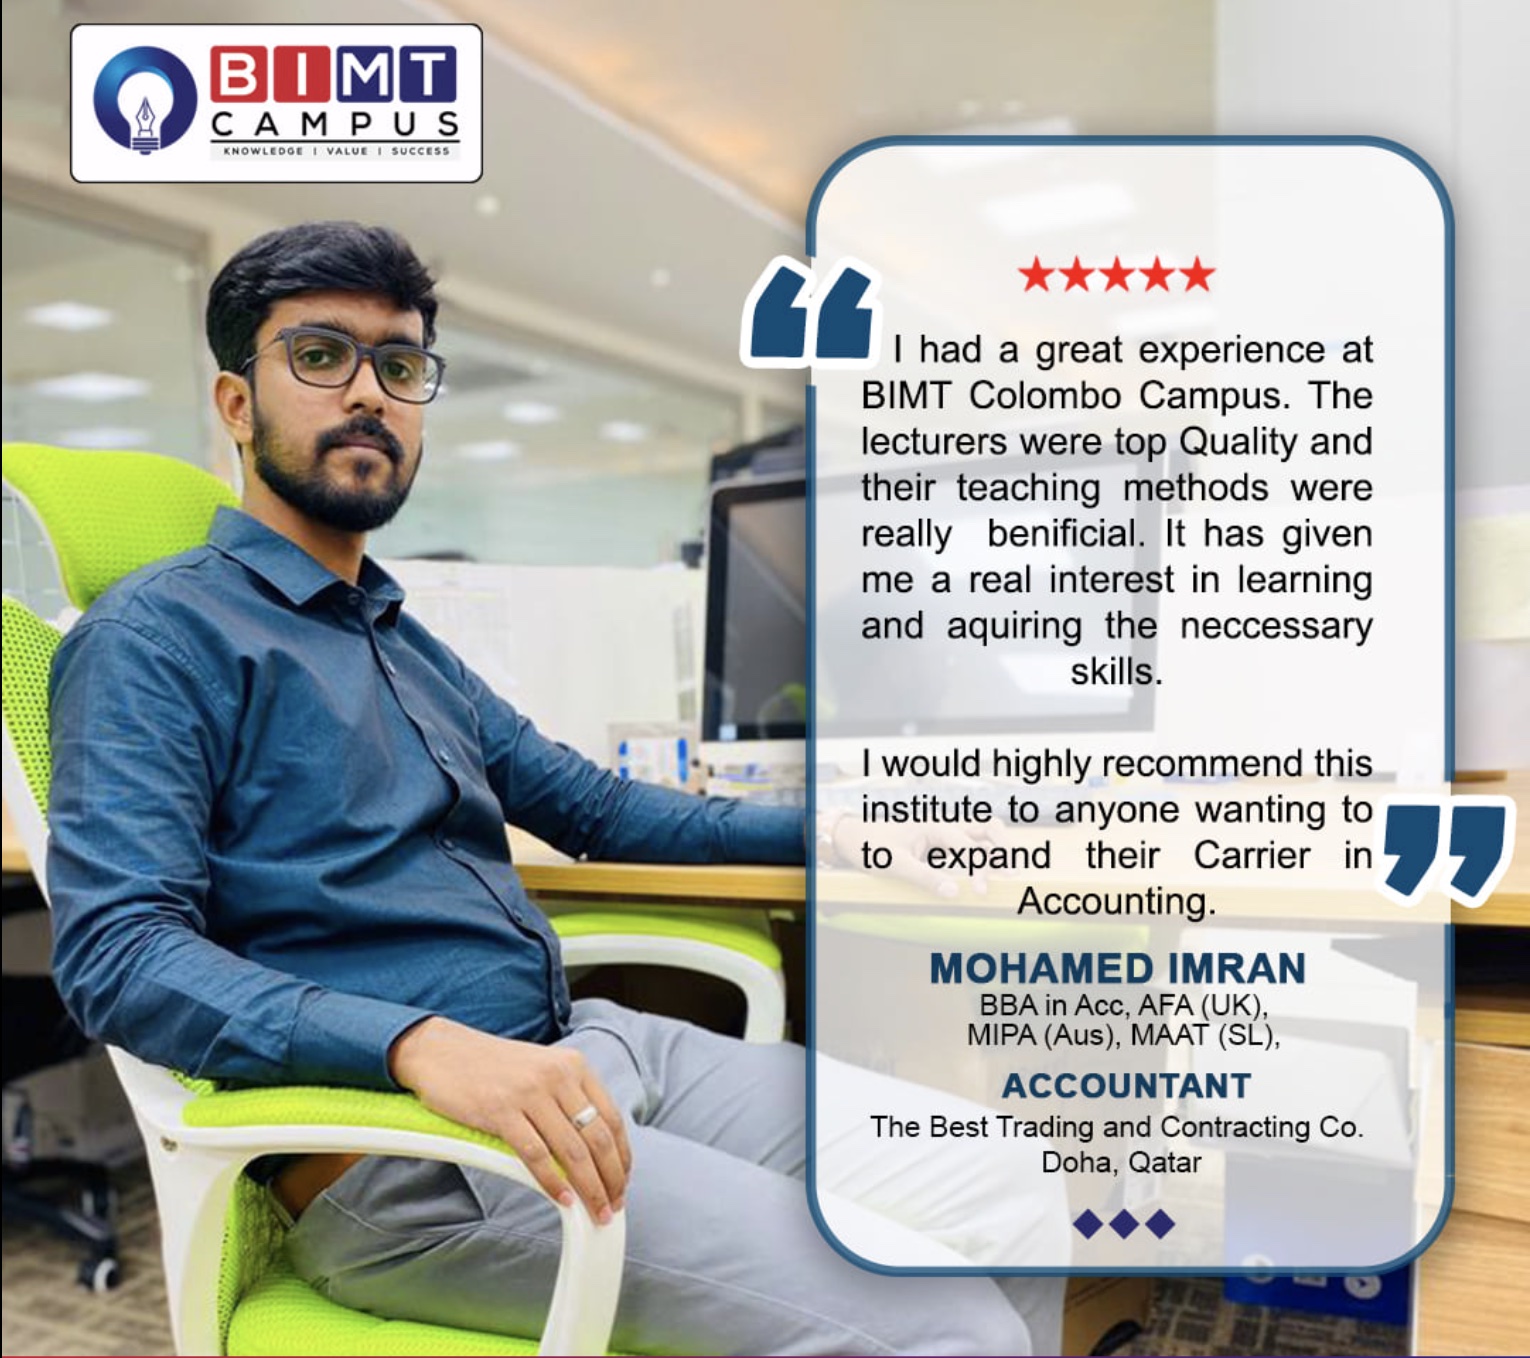 BIMT
CAMPUS
KNOWLEDGE | VALUE | SUCCESS
“ I had a great experience at
BIMT Colombo Campus. The
lecturers were top Quality and
their teaching methods were
really benificial. It has given
me a real interest in learning
and aquiring the neccessary
skills.
I would highly recommend this
institute to anyone wanting to
to expand their Carrier in
Accounting. ”
MOHAMED IMRAN
BBA in Acc, AFA (UK),
MIPA (Aus), MAAT (SL),
ACCOUNTANT
The Best Trading and Contracting Co.
Doha, Qatar